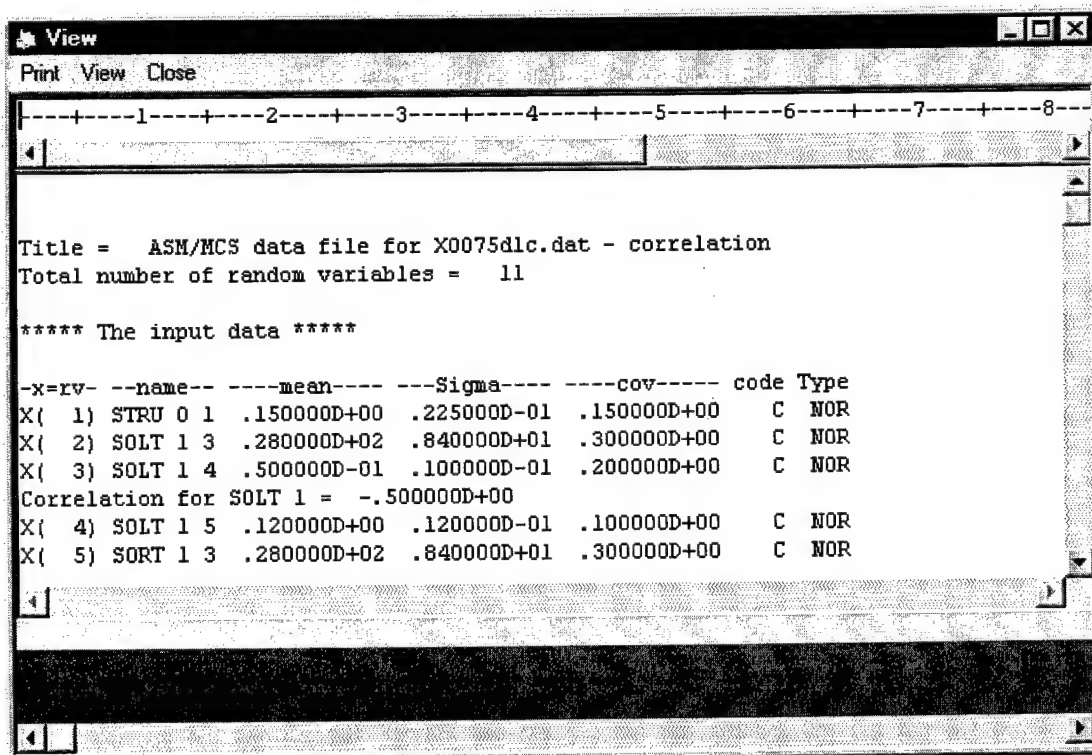 View
Print View Close
----+----1----+----2----+----3----+----4----+----5----+----6----+----7----+----8--
Title =   ASM/MCS data file for X0075dlc.dat - correlation
Total number of random variables =   11
***** The input data *****
-x=rv- --name-- ----mean---- ---Sigma---- ----cov----- code Type
X(  1) STRU 0 1  .150000D+00  .225000D-01  .150000D+00    C  NOR
X(  2) SOLT 1 3  .280000D+02  .840000D+01  .300000D+00    C  NOR
X(  3) SOLT 1 4  .500000D-01  .100000D-01  .200000D+00    C  NOR
Correlation for SOLT 1 =  -.500000D+00
X(  4) SOLT 1 5  .120000D+00  .120000D-01  .100000D+00    C  NOR
X(  5) SORT 1 3  .280000D+02  .840000D+01  .300000D+00    C  NOR